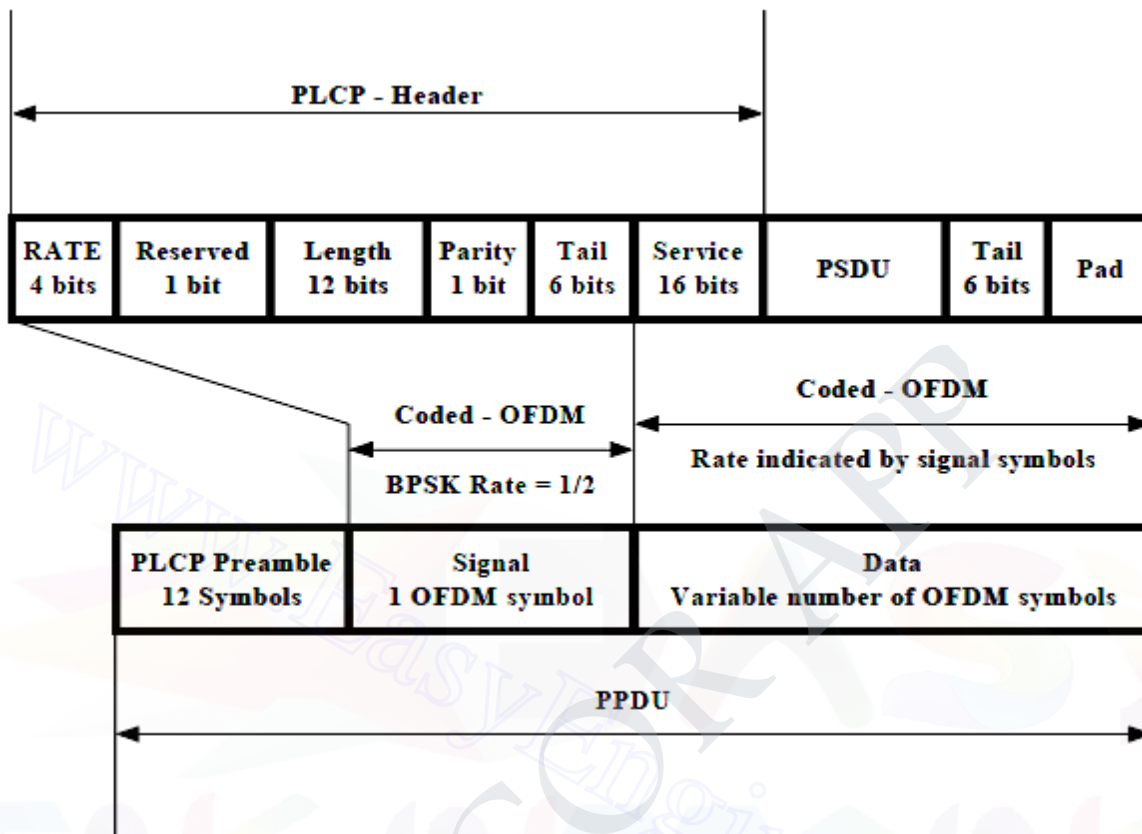 PLCP - Header
RATE Reserved Length Parity Tail Service PSDU Tail Pad
4 bits 1 bit 12 bits 1 bit 6 bits 16 bits 6 bits
Coded - OFDM
Coded - OFDM
Rate indicated by signal symbols
BPSK Rate = 1/2
PLCP Preamble Signal Data
12 Symbols 1 OFDM symbol Variable number of OFDM symbols
PPDU